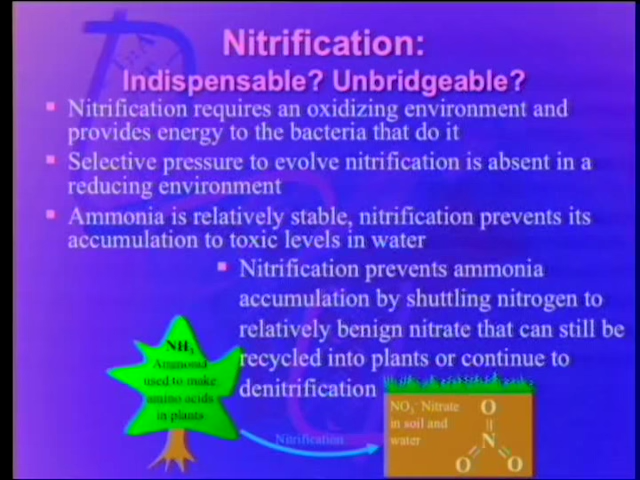 Nitrification:
Indispensable? Unbridgeable?
Nitrification requires an oxidizing environment and
provides energy to the bacteria that do it
Selective pressure to evolve nitrification is absent in a
reducing environment
Ammonia is relatively stable, nitrification prevents its
accumulation to toxic levels in water
Nitrification prevents ammonia
accumulation by shuttling nitrogen to
relatively benign nitrate that can still be
recycled into plants or continue to
denitrification
NH3
used to make
amino acids
in plants
Nitrification
NO3- Nitrate
in soil and
water
O
N
O O